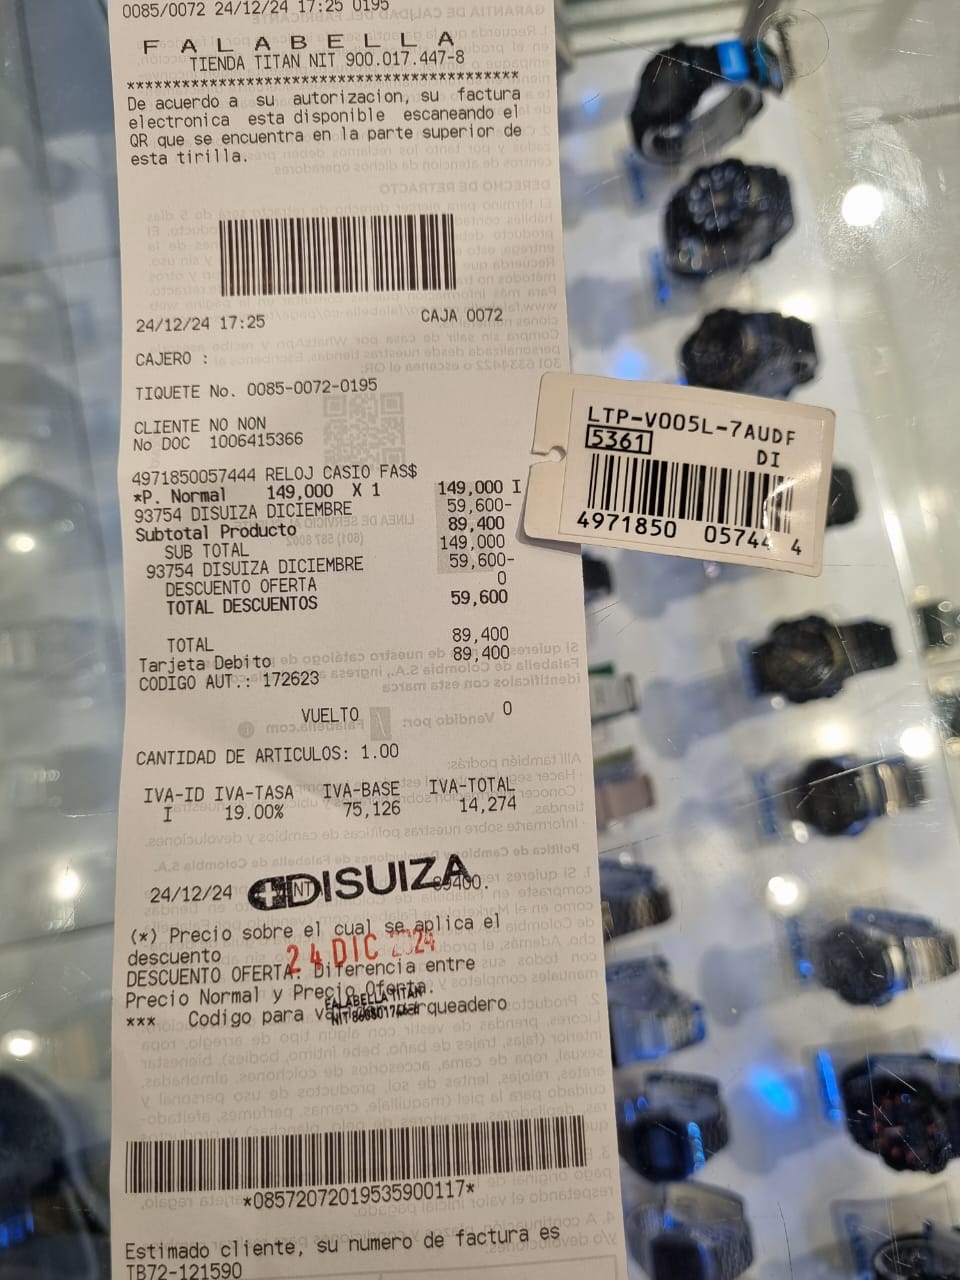 0085/0072 24/12/24 17:25 0195
F A L A B E L L A
TIENDA TITAN NIT 900.017.447-8
****************************************************
De acuerdo a su autorizacion, su factura
electronica esta disponible escaneando el
QR que se encuentra en la parte superior de
esta tirilla.
24/12/24 17:25 CAJA 0072
CAJERO :
TIQUETE No. 0085-0072-0195
CLIENTE NO NON
No DOC 1006415366
4971850057444 RELOJ CASIO FAS$
*P. Normal 149,000 X 1 149,000 I
93754 DISUIZA DICIEMBRE 59,600-
Subtotal Producto 89,400
SUB TOTAL 149,000
93754 DISUIZA DICIEMBRE 59,600-
DESCUENTO OFERTA 0
TOTAL DESCUENTOS 59,600
TOTAL 89,400
Tarjeta Debito 89,400
CODIGO AUT.: 172623
VUELTO 0
CANTIDAD DE ARTICULOS: 1.00
IVA-ID IVA-TASA IVA-BASE IVA-TOTAL
I 19.00% 75,126 14,274
24/12/24 DISUIZA 89400.
(*) Precio sobre el cual se aplica el
descuento
24 DIC 2024
DESCUENTO OFERTA: Diferencia entre
Precio Normal y Precio Oferta.
FALABELLA TITAN
*** Codigo para validar parqueadero
*08572072019535900117*
Estimado cliente, su numero de factura es
TB72-121590
LTP-V005L-7AUDF
5361 DI
4971850 05744 4